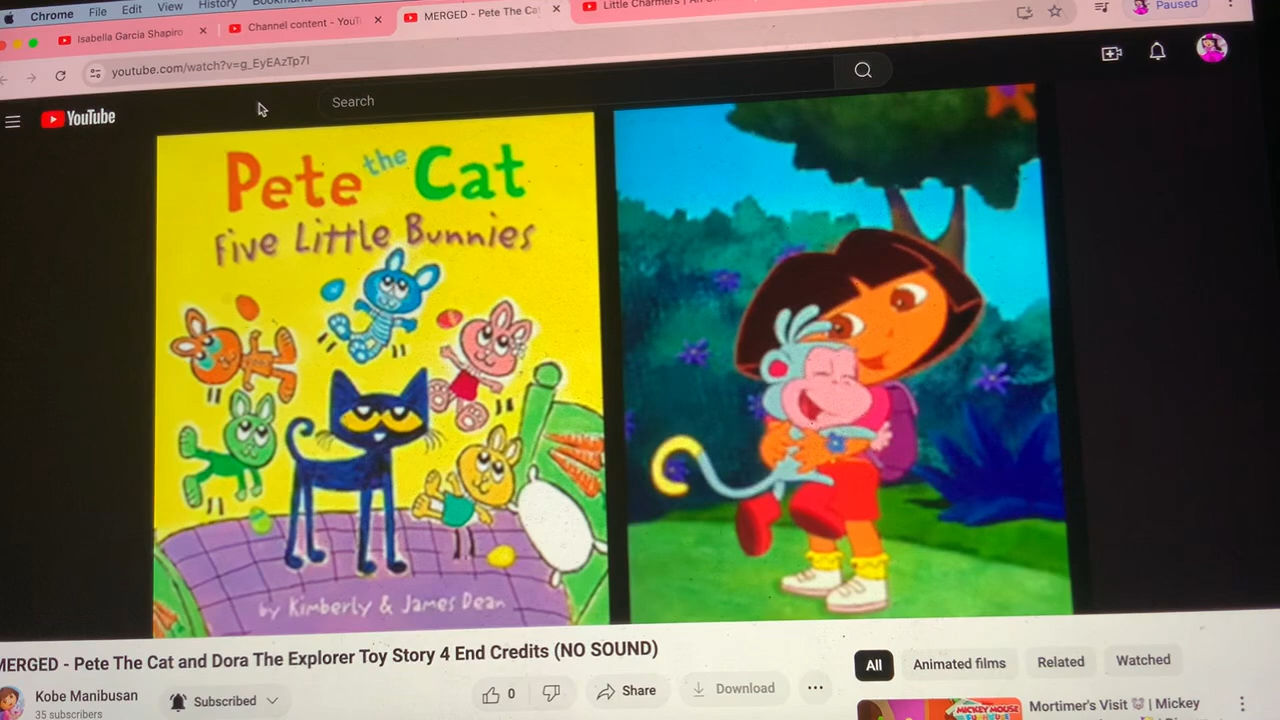 Chrome File Edit View History
Isabella Garcia Shapiro
Channel content - YouT
MERGED - Pete The Ca
Paused
youtube.com/watch?v=g_EyEAzTp7I
YouTube
Search
Pete the Cat
Five Little Bunnies
by Kimberly & James Dean
MERGED - Pete The Cat and Dora The Explorer Toy Story 4 End Credits (NO SOUND)
Kobe Manibusan
35 subscribers
Subscribed
0
Share
Download
All
Animated films
Related
Watched
Mortimer's Visit | Mickey
MICKEY MOUSE